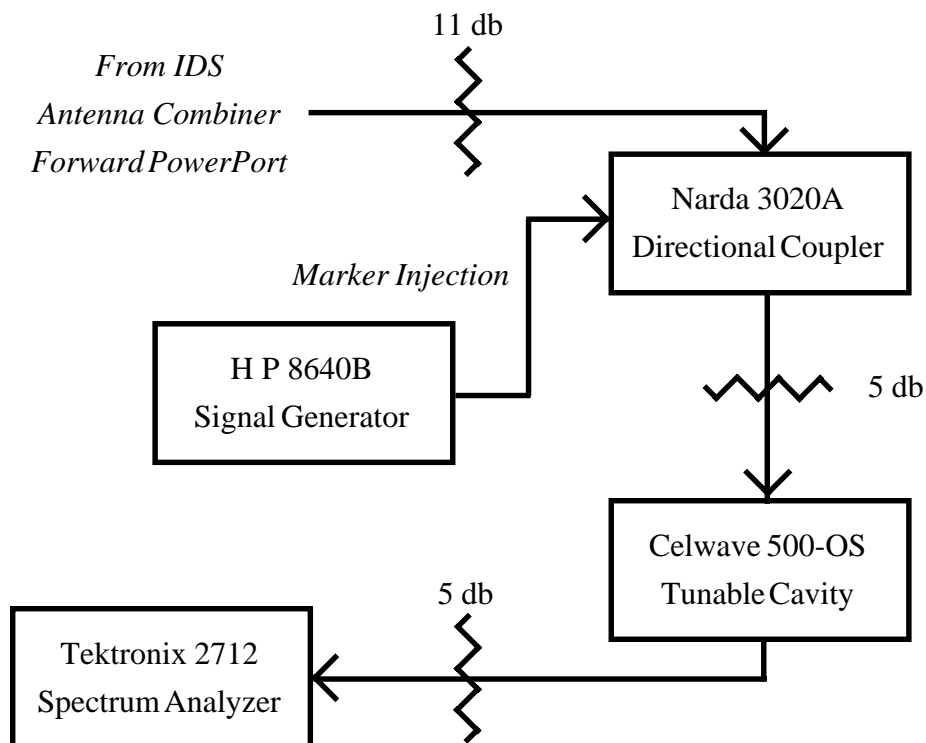 11 db
From IDS
Antenna Combiner
Forward PowerPort
Narda 3020A
Directional Coupler
Marker Injection
H P 8640B
Signal Generator
5 db
Celwave 500-OS
Tunable Cavity
5 db
Tektronix 2712
Spectrum Analyzer